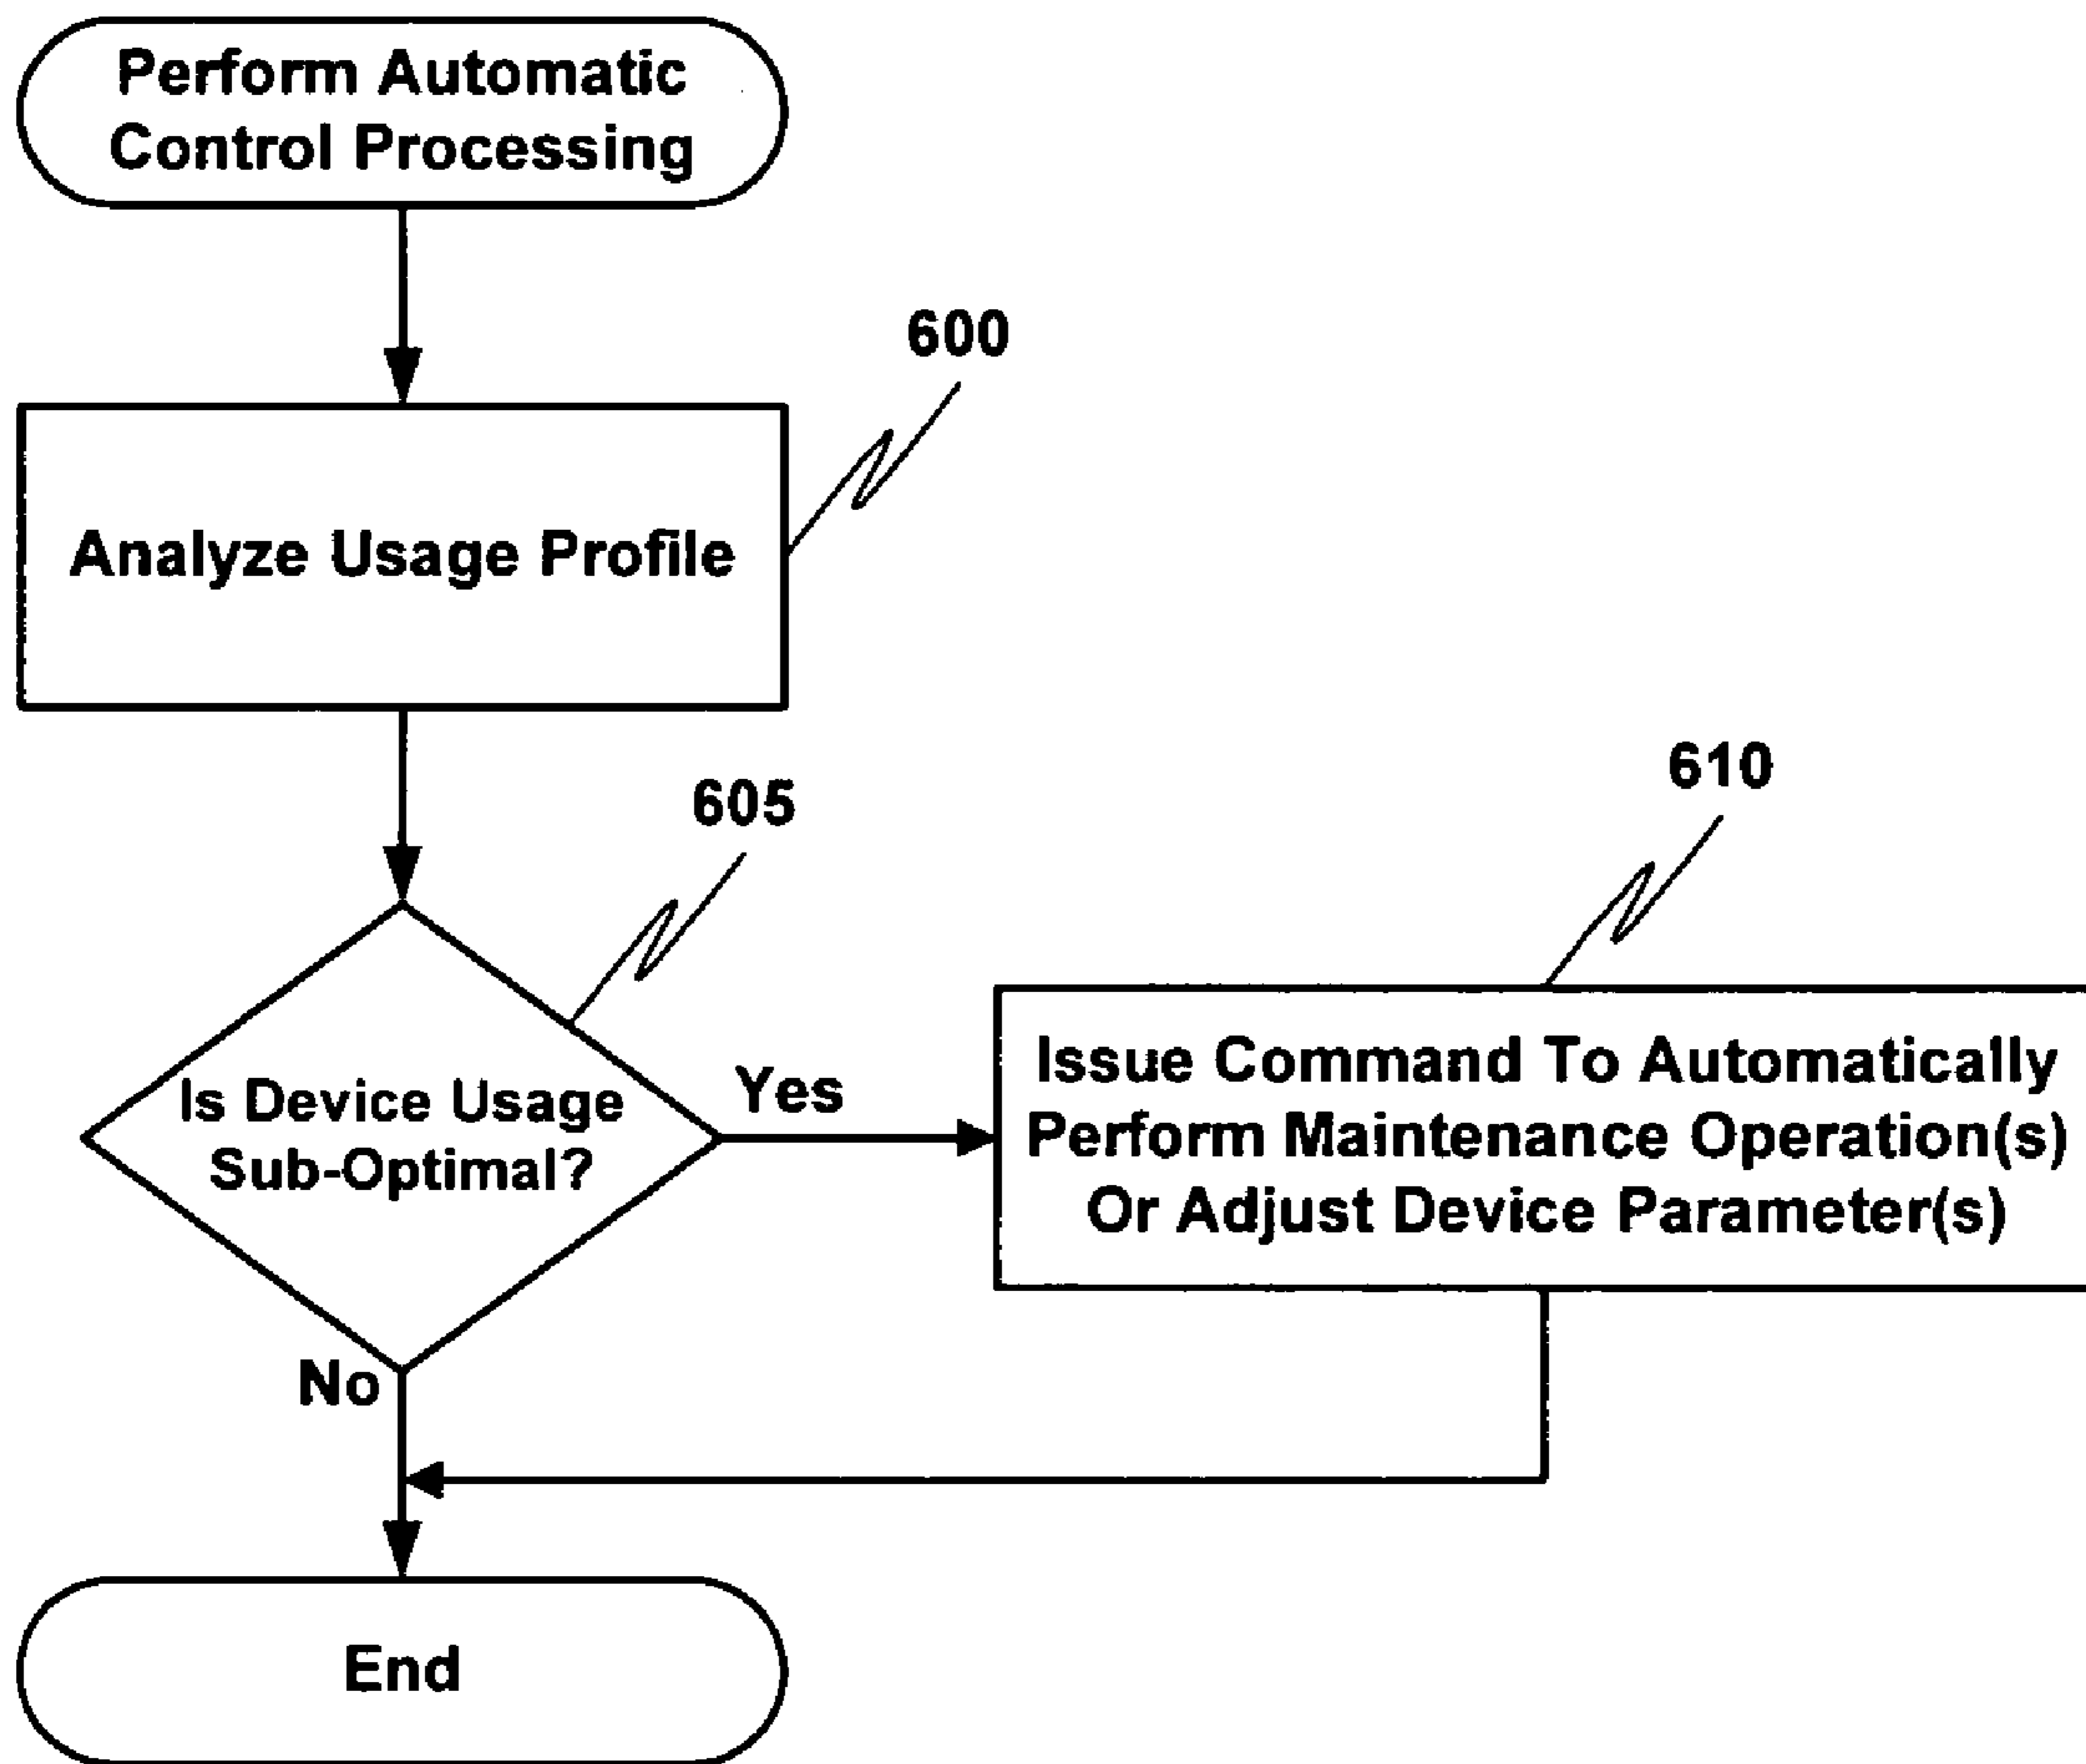 Perform Automatic
Control Processing
600
Analyze Usage Profile
605
610
Is Device Usage
Sub-Optimal?
Yes
Issue Command To Automatically
Perform Maintenance Operation(s)
Or Adjust Device Parameter(s)
No
End